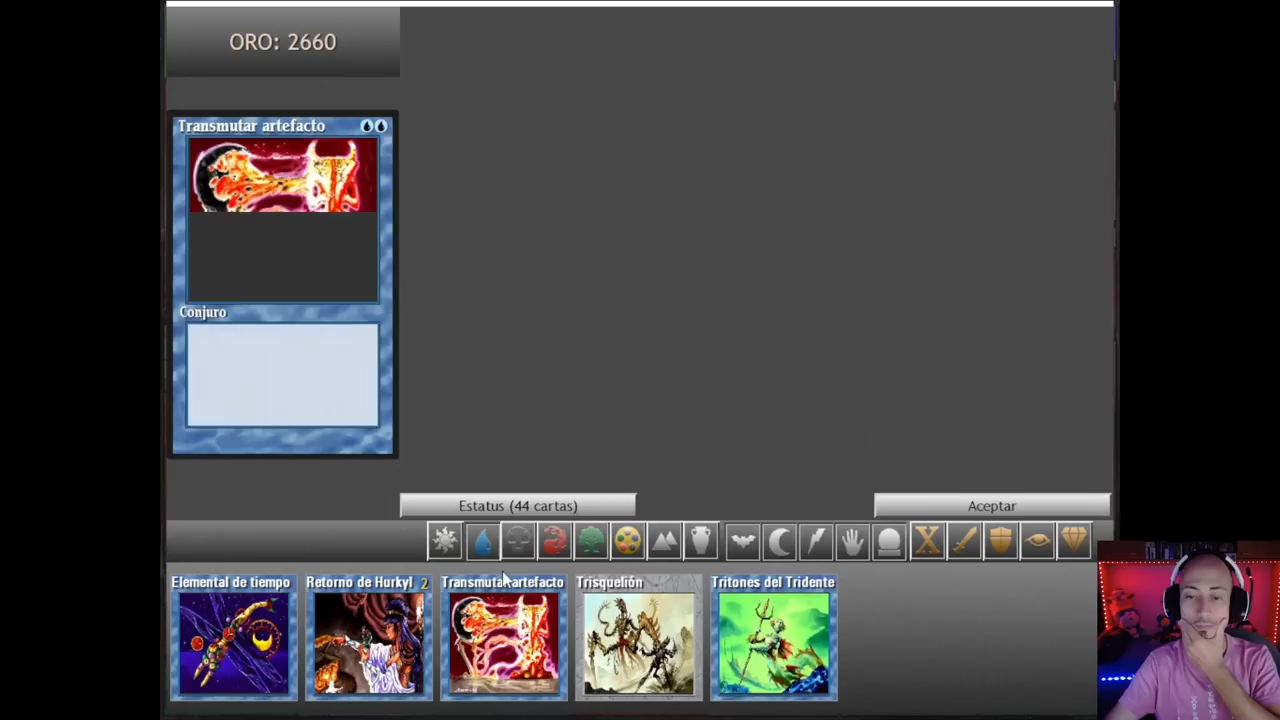 ORO: 2660
Transmutar artefacto
Conjuro
Estatus (44 cartas)
Aceptar
Elemental de tiempo
Retorno de Hurkyl 2
Transmutar artefacto
Trisquelión
Tritones del Tridente